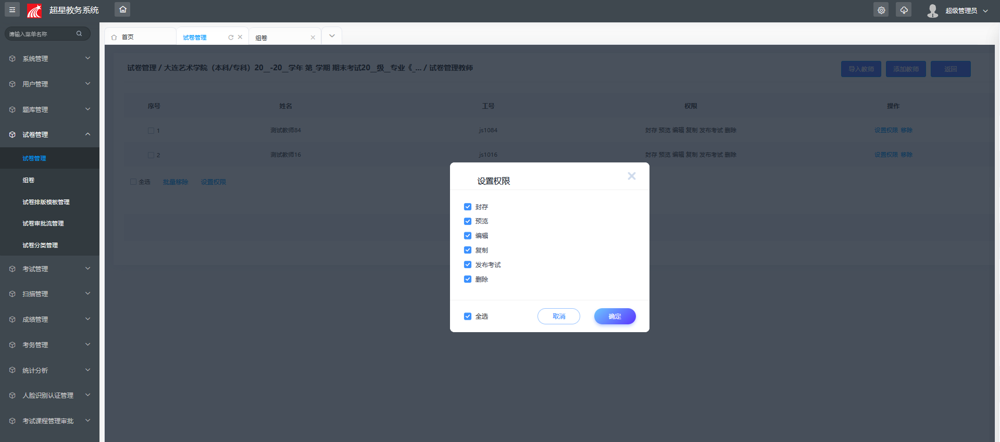 超星教务系统
超级管理员
请输入菜单名称
首页
试卷管理
组卷
系统管理
用户管理
题库管理
试卷管理
试卷管理
组卷
试卷排版模板管理
试卷审批流管理
试卷分类管理
考试管理
扫描管理
成绩管理
考务管理
统计分析
人脸识别认证管理
考试课程管理审批
试卷管理 / 大连艺术学院（本科/专科）20__-20__学年 第_学期 期末考试20__级__专业《_... / 试卷管理教师
导入教师 添加教师 返回
序号 姓名 工号 权限 操作
1 测试教师84 js1084 封存 预览 编辑 复制 发布考试 删除 设置权限 移除
2 测试教师16 js1016 封存 预览 编辑 复制 发布考试 删除 设置权限 移除
全选 批量移除 设置权限
设置权限
封存
预览
编辑
复制
发布考试
删除
全选 取消 确定